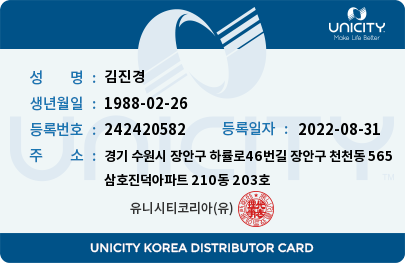 UNICITY
Make Life Better
성 명 : 김진경
생년월일 : 1988-02-26
등록번호 : 242420582 등록일자 : 2022-08-31
주 소 : 경기 수원시 장안구 하률로46번길 장안구 천천동 565
삼호진덕아파트 210동 203호
유니시티코리아(유)
UNICITY
UNICITY KOREA DISTRIBUTOR CARD